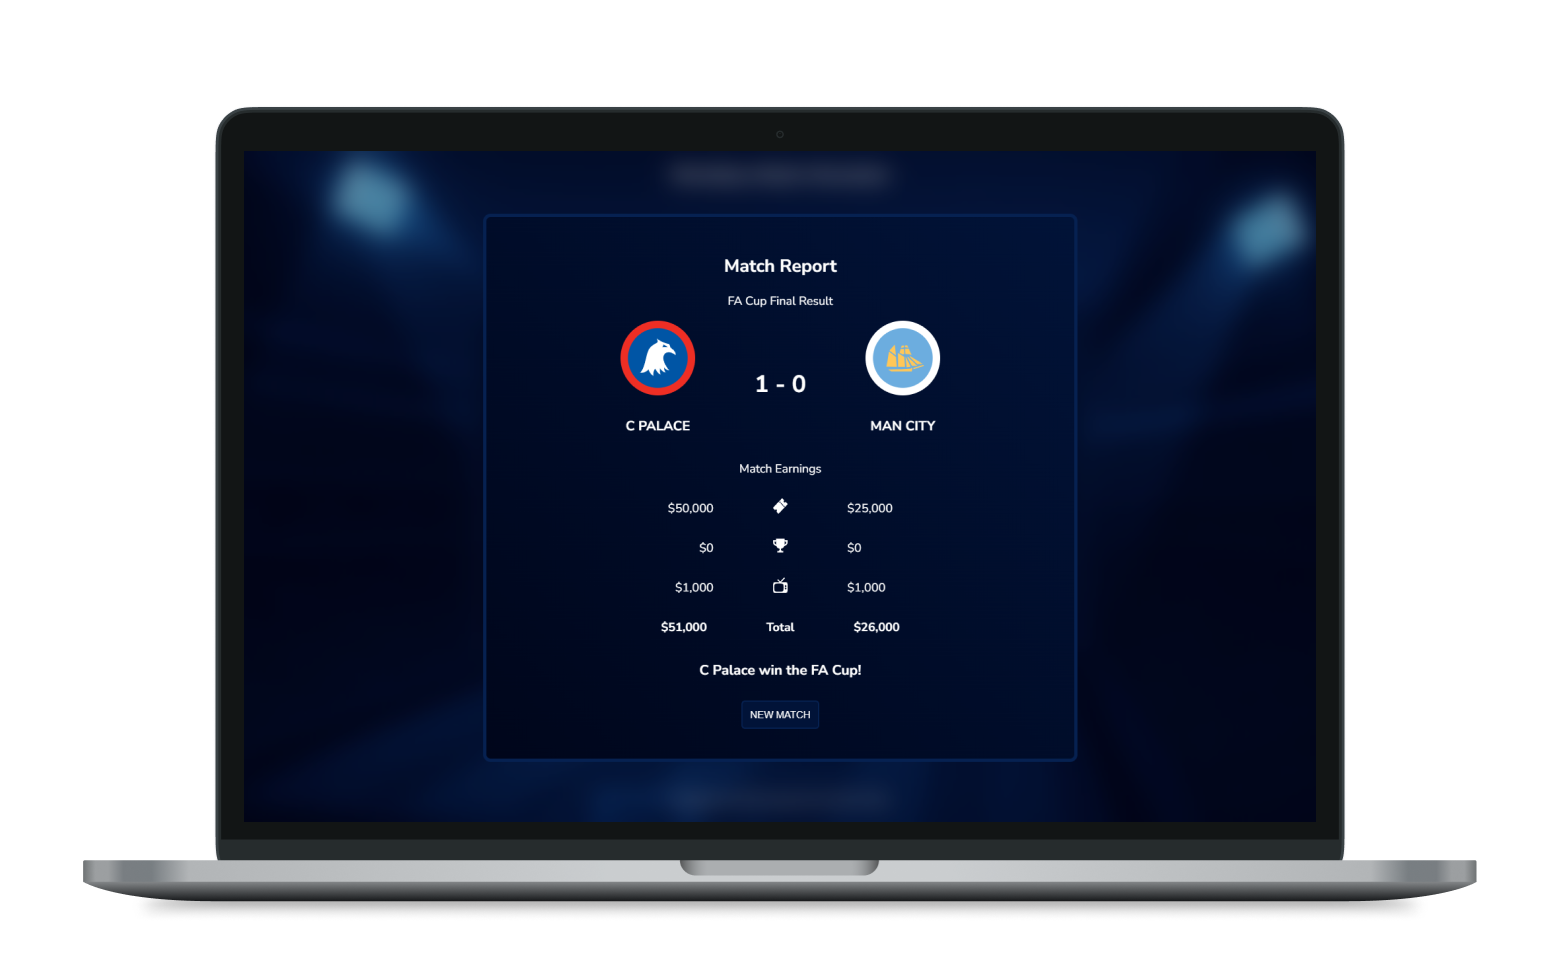 Match Report
FA Cup Final Result
1 - 0
C PALACE MAN CITY
Match Earnings
$50,000 $25,000
$0 $0
$1,000 $1,000
$51,000 Total $26,000
C Palace win the FA Cup!
NEW MATCH